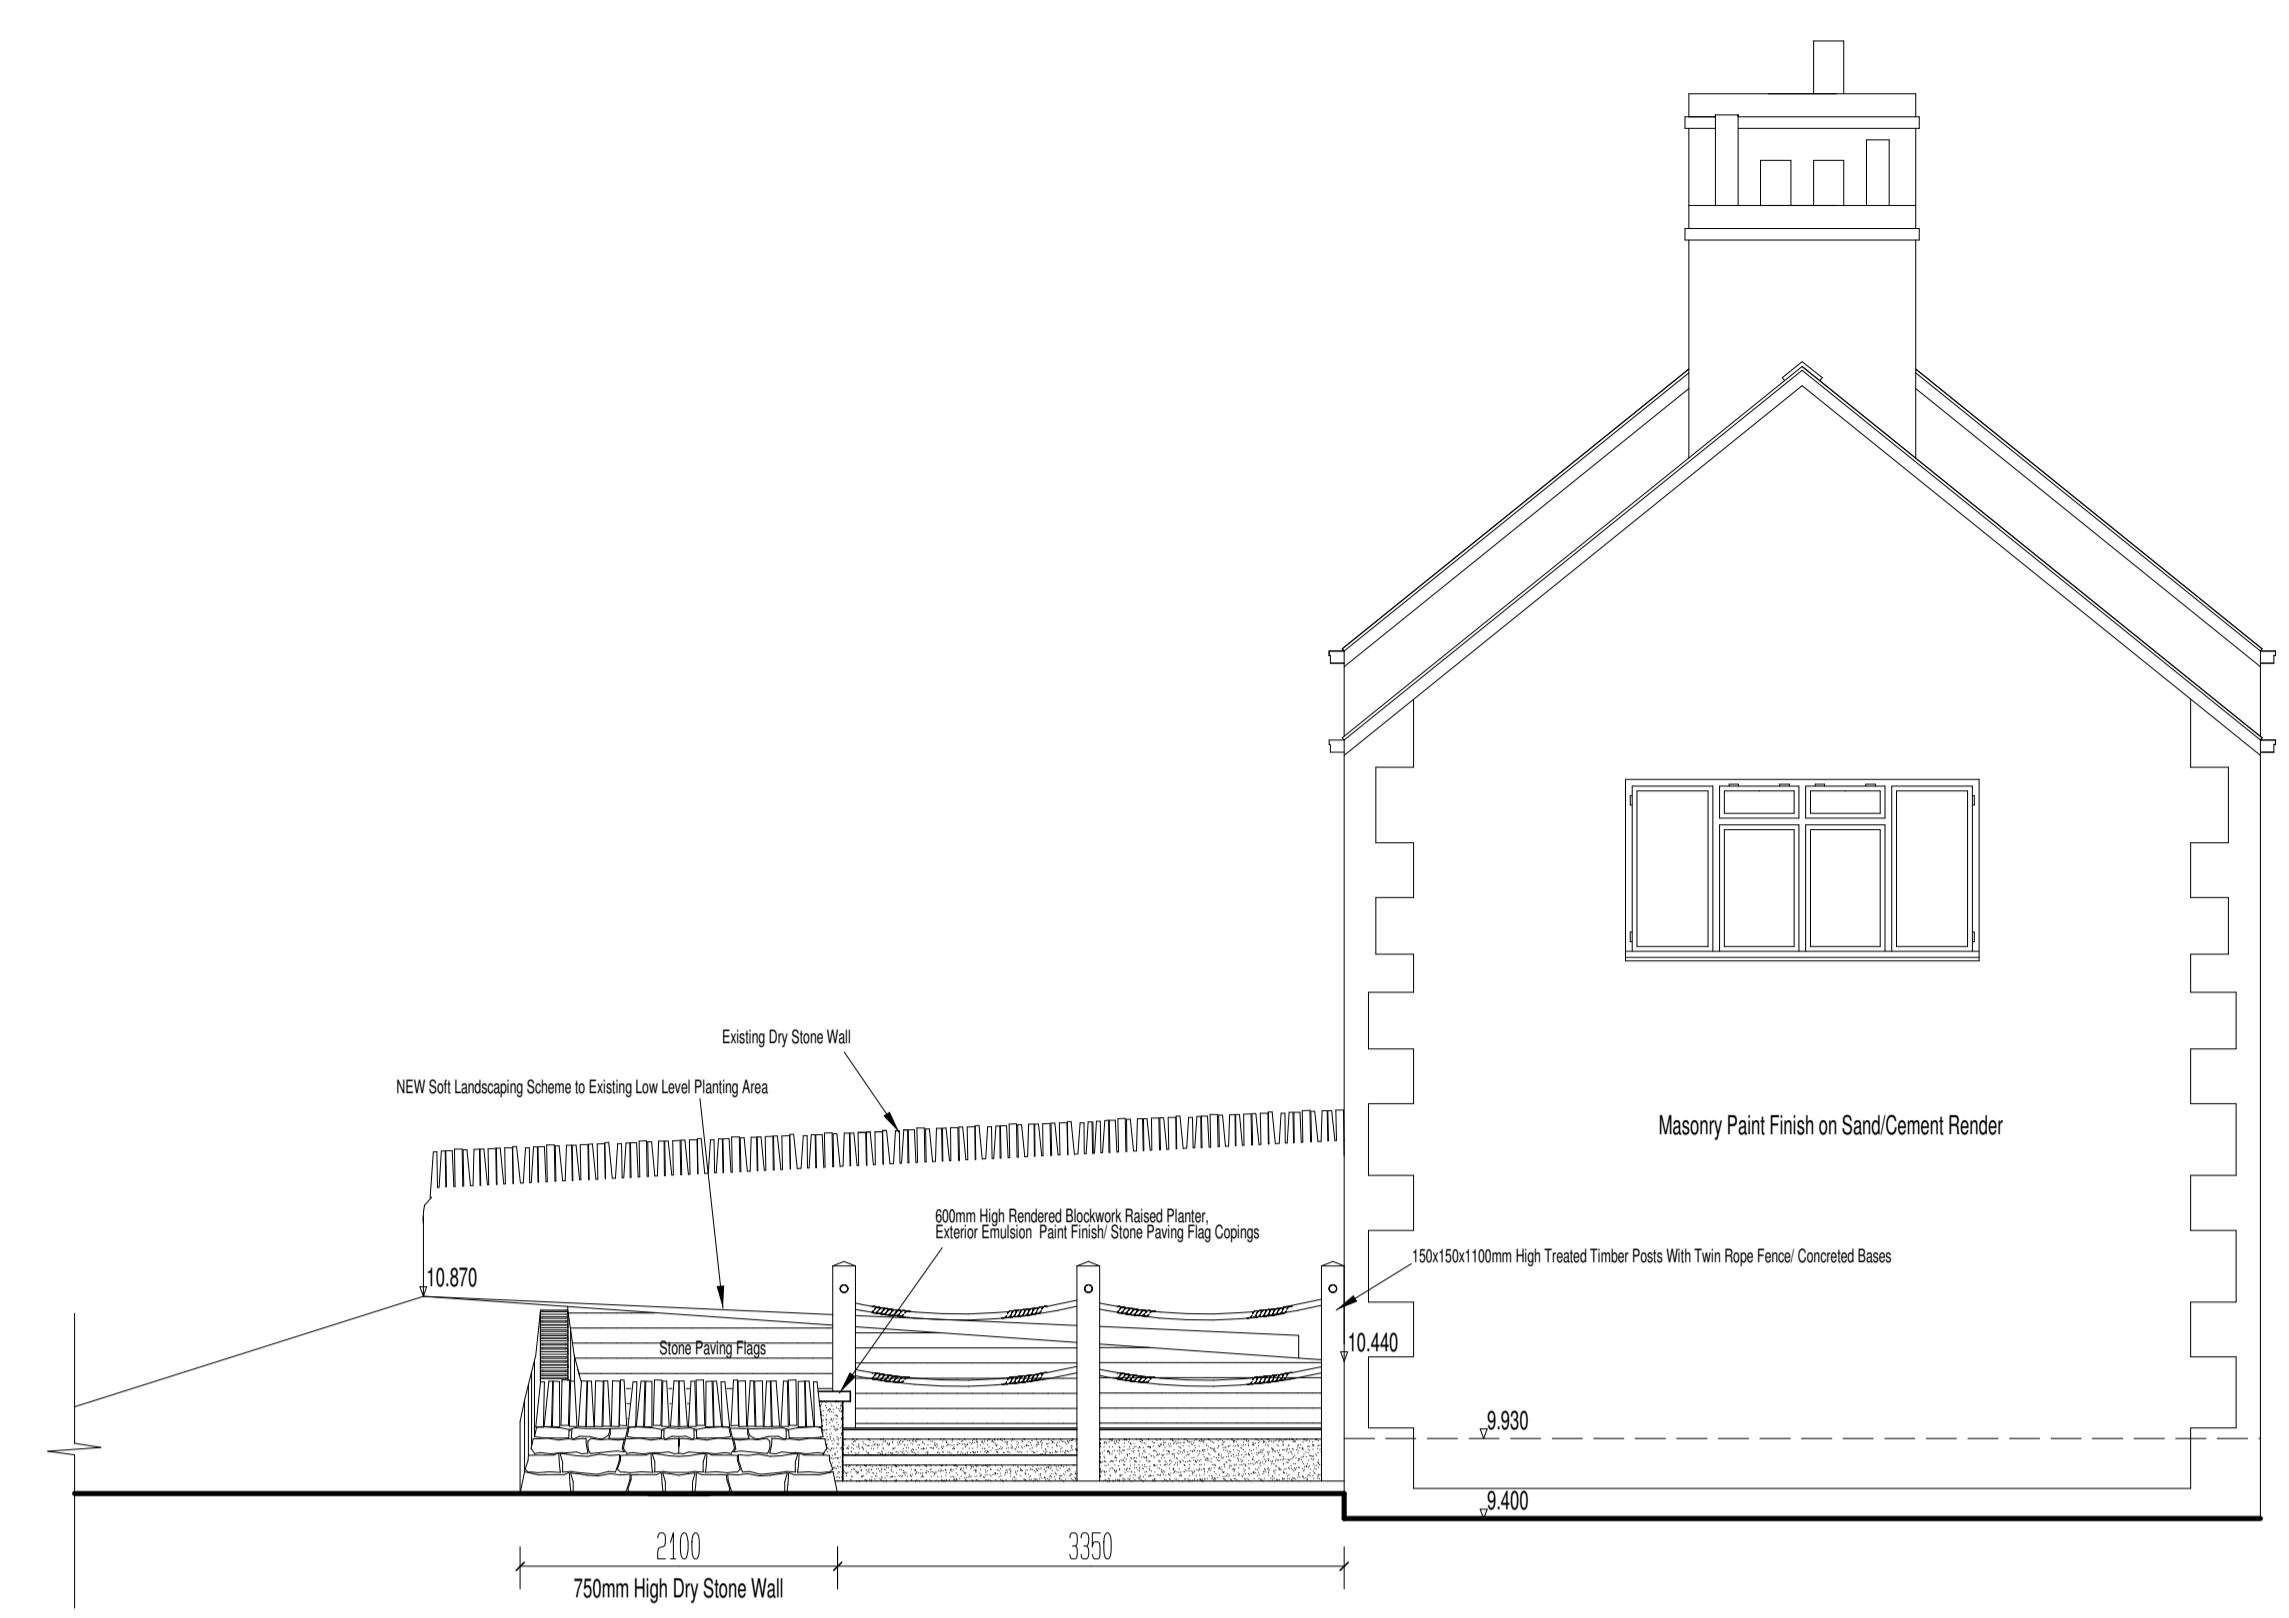 Existing Dry Stone Wall
NEW Soft Landscaping Scheme to Existing Low Level Planting Area
Masonry Paint Finish on Sand/Cement Render
600mm High Rendered Blockwork Raised Planter,
Exterior Emulsion Paint Finish/ Stone Paving Flag Copings
150x150x1100mm High Treated Timber Posts With Twin Rope Fence/ Concreted Bases
10.870
10.440
Stone Paving Flags
9.930
9.400
2100
3350
750mm High Dry Stone Wall